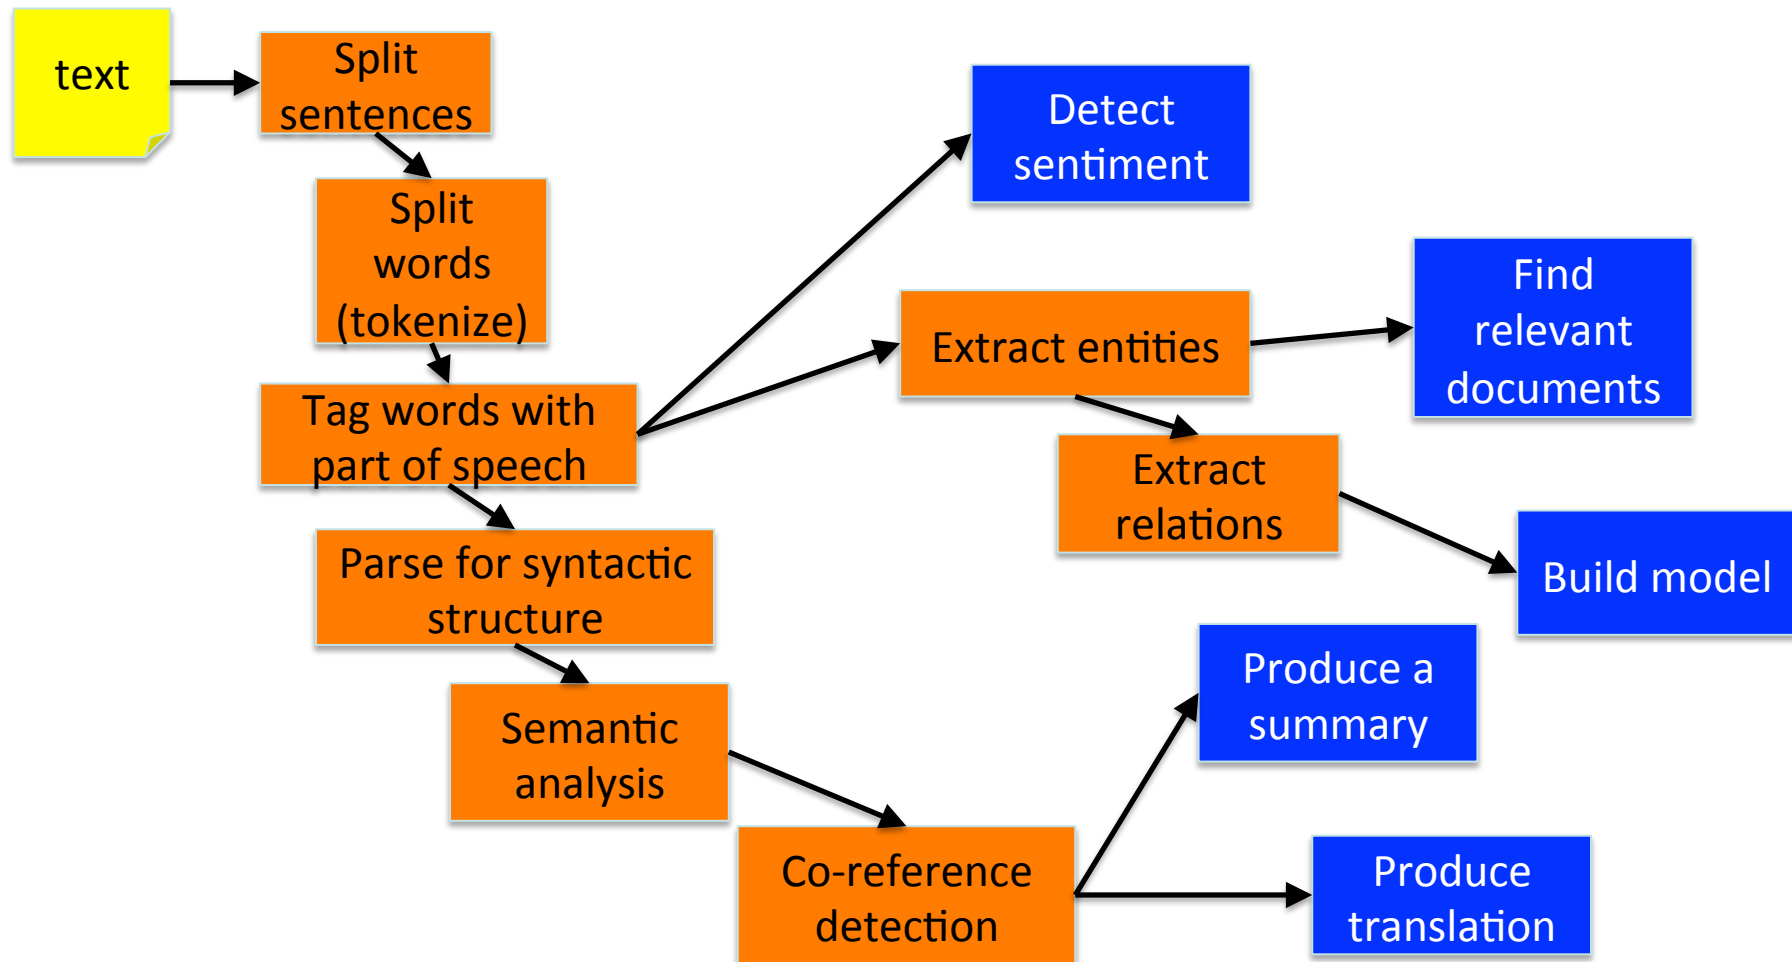 text
Split
sentences
Split
words
(tokenize)
Tag words with
part of speech
Parse for syntactic
structure
Semantic
analysis
Co-reference
detection
Detect
sentiment
Extract entities
Extract
relations
Find
relevant
documents
Build model
Produce a
summary
Produce
translation